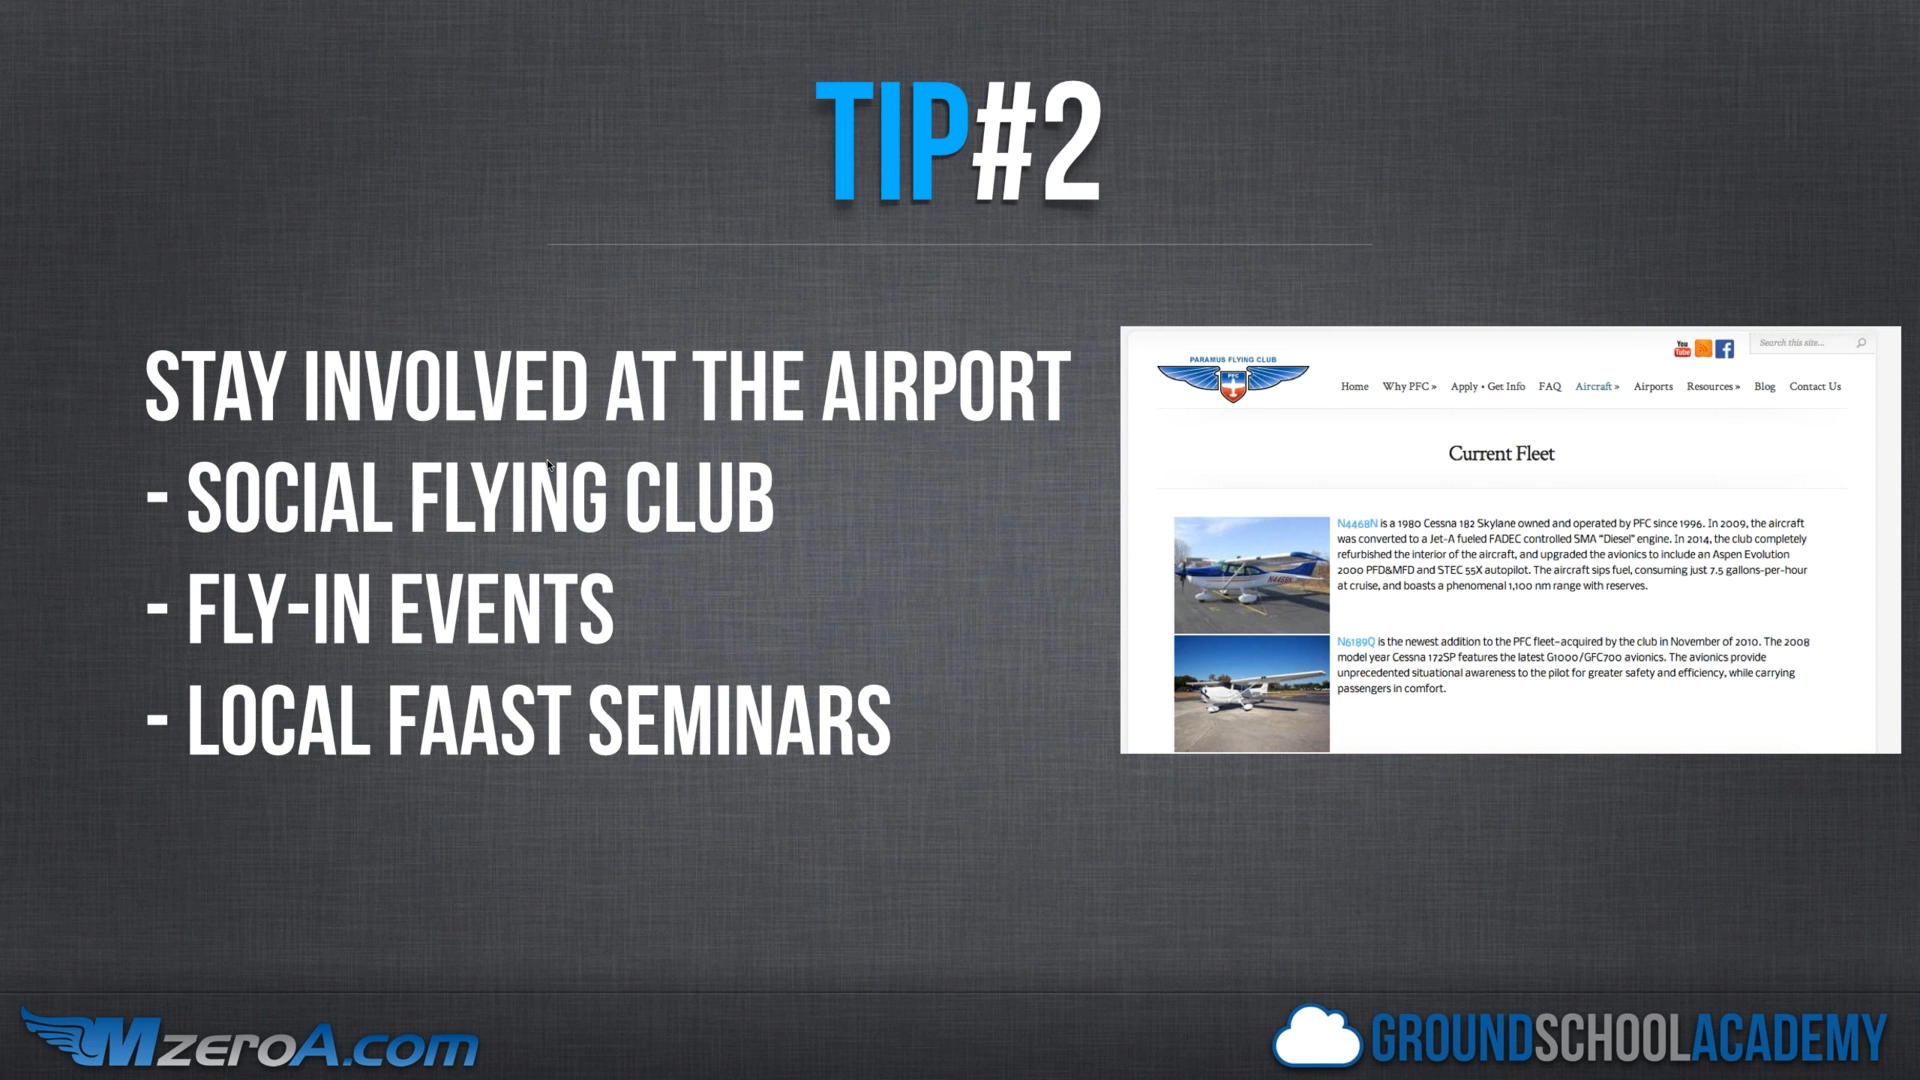 TIP#2
STAY INVOLVED AT THE AIRPORT
- SOCIAL FLYING CLUB
- FLY-IN EVENTS
- LOCAL FAAST SEMINARS
You
Tube
Search this site...
PARAMUS FLYING CLUB
PFC
Home Why PFC » Apply • Get Info FAQ Aircraft » Airports Resources » Blog Contact Us
Current Fleet
N4468N is a 1980 Cessna 182 Skylane owned and operated by PFC since 1996. In 2009, the aircraft
was converted to a Jet-A fueled FADEC controlled SMA “Diesel” engine. In 2014, the club completely
refurbished the interior of the aircraft, and upgraded the avionics to include an Aspen Evolution
2000 PFD&MFD and STEC 55X autopilot. The aircraft sips fuel, consuming just 7.5 gallons-per-hour
at cruise, and boasts a phenomenal 1,100 nm range with reserves.
N4468N
N6189Q is the newest addition to the PFC fleet—acquired by the club in November of 2010. The 2008
model year Cessna 172SP features the latest G1000/GFC700 avionics. The avionics provide
unprecedented situational awareness to the pilot for greater safety and efficiency, while carrying
passengers in comfort.
MzeroA.com
GROUNDSCHOOLACADEMY